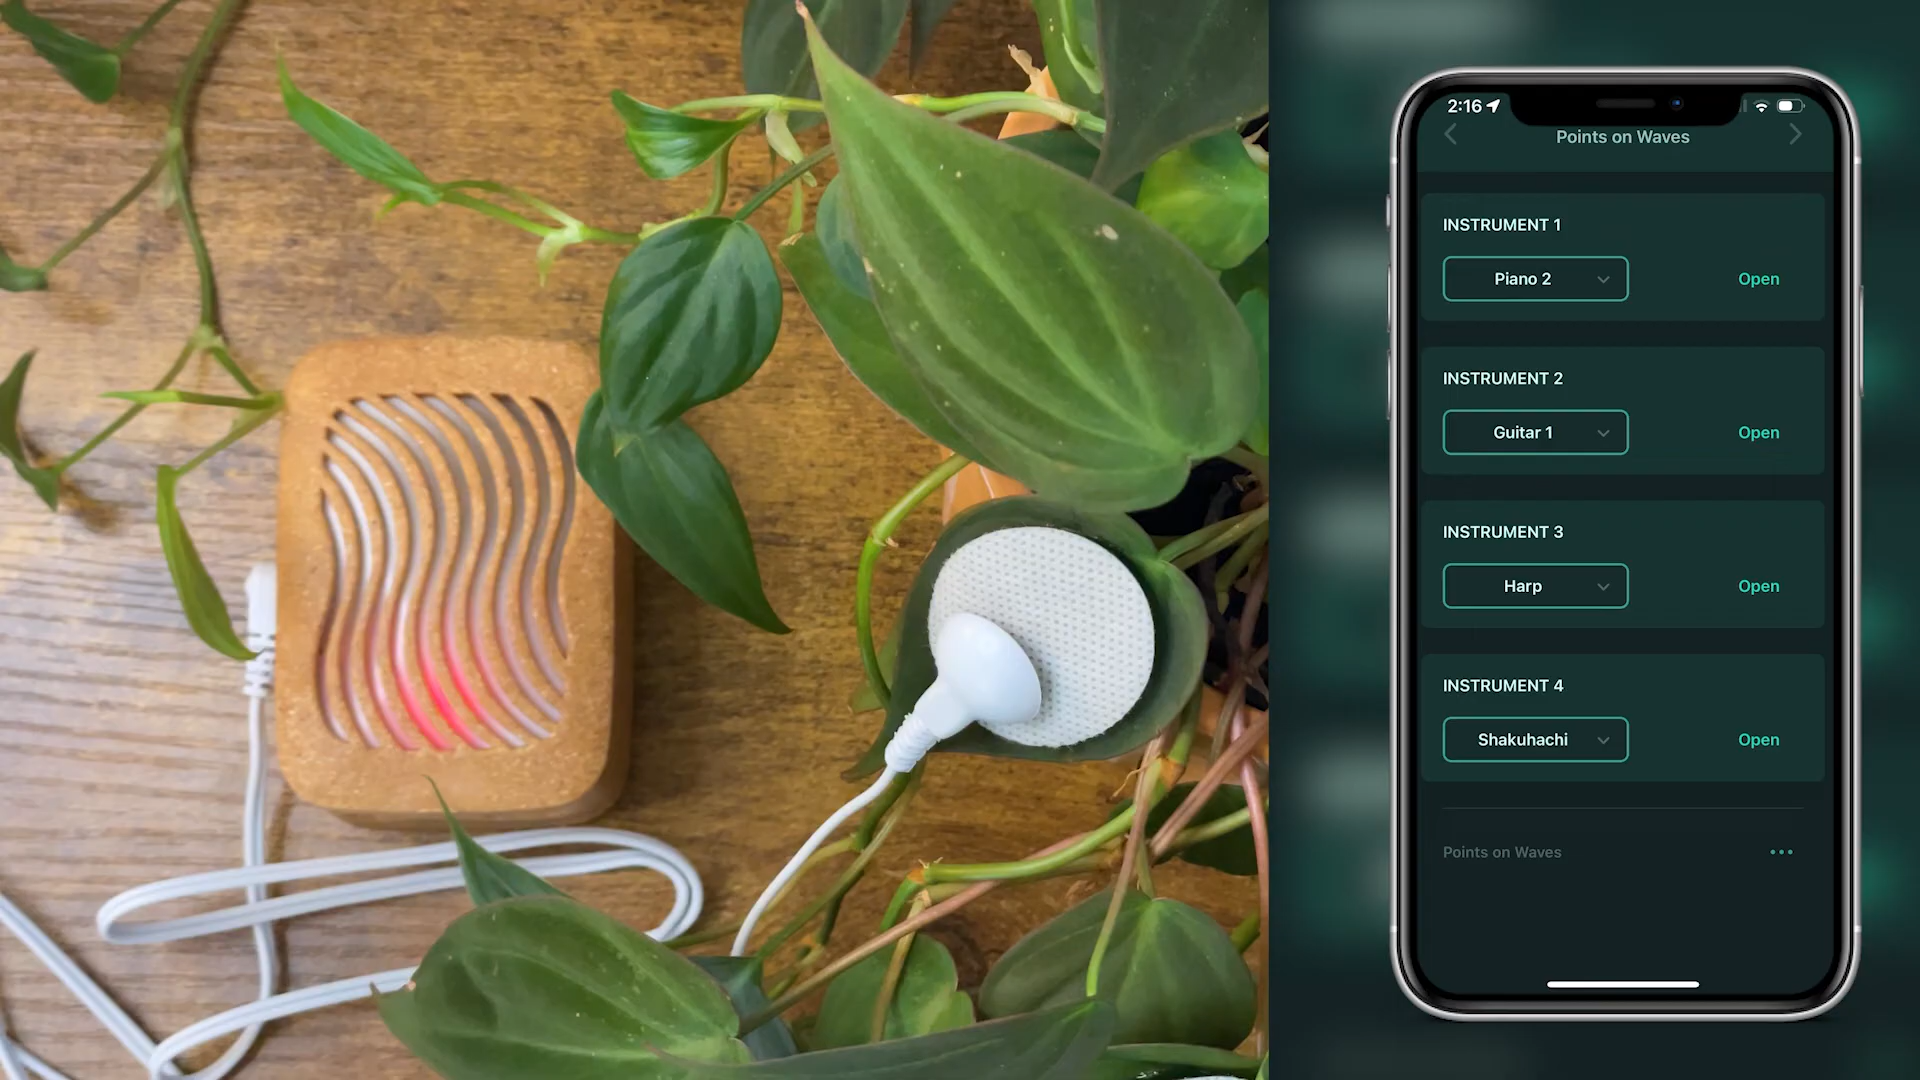 2:16
Points on Waves
INSTRUMENT 1
Piano 2
Open
INSTRUMENT 2
Guitar 1
Open
INSTRUMENT 3
Harp
Open
INSTRUMENT 4
Shakuhachi
Open
Points on Waves